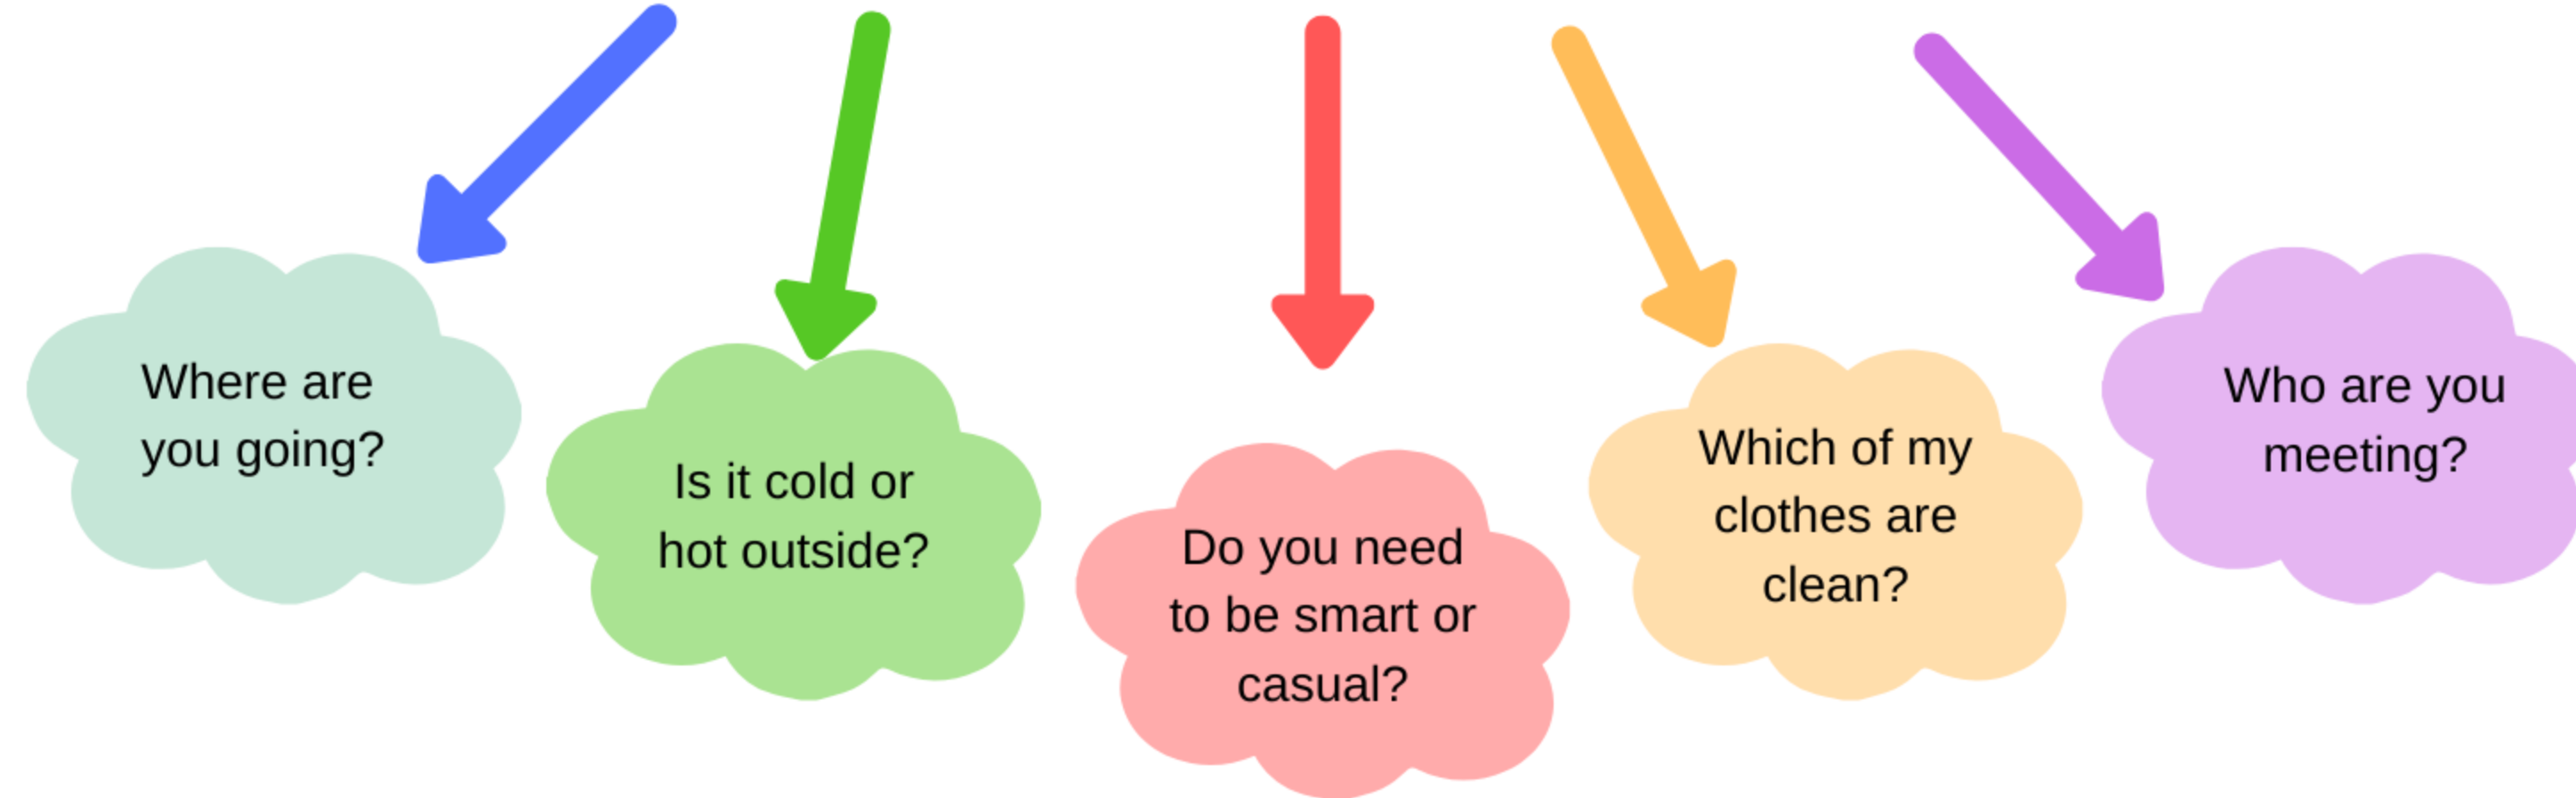 Where are
you going?
Is it cold or
hot outside?
Do you need
to be smart or
casual?
Which of my
clothes are
clean?
Who are you
meeting?